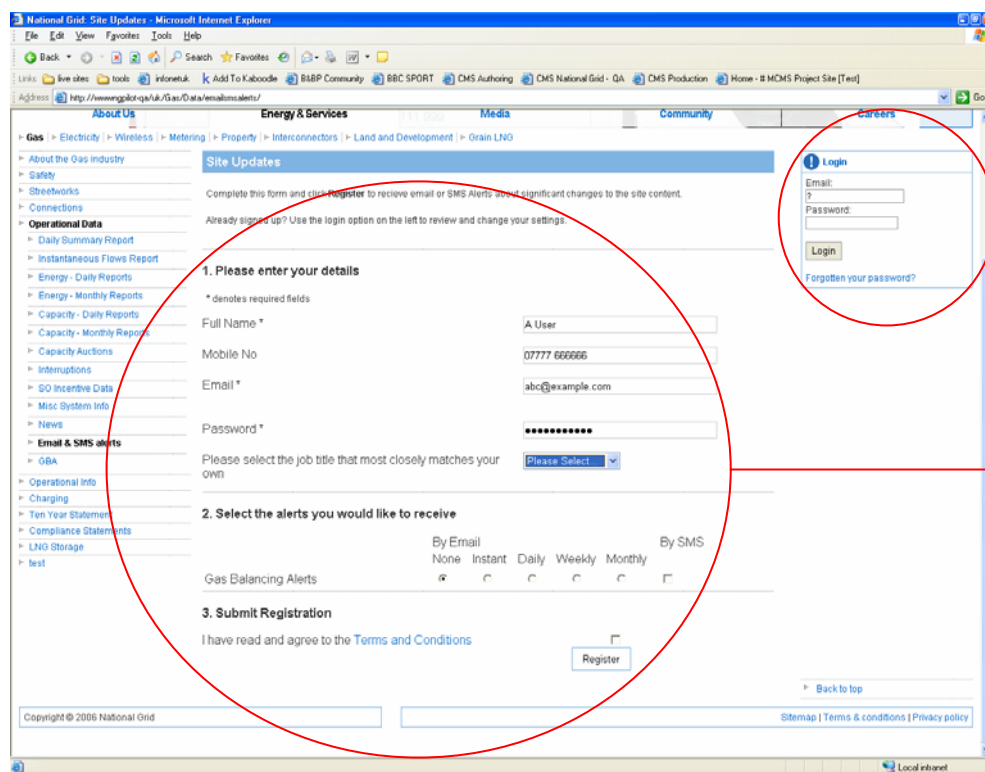 National Grid: Site Updates - Microsoft Internet Explorer
File Edit View Favorites Tools Help
Back Search Favorites
Links live sites tools infonetuk Add To Kaboodle B&BP Community BBC SPORT CMS Authoring CMS National Grid - QA CMS Production Home - # MCMS Project Site [Test]
Address http://wwwngpilot-qa/uk/Gas/Data/emailsmsalerts/ Go
About Us Energy & Services Media Community Careers
Gas Electricity Wireless Metering Property Interconnectors Land and Development Grain LNG
About the Gas Industry
Safety
Streetworks
Connections
Operational Data
Daily Summary Report
Instantaneous Flows Report
Energy - Daily Reports
Energy - Monthly Reports
Capacity - Daily Reports
Capacity - Monthly Reports
Capacity Auctions
Interruptions
SO Incentive Data
Misc System Info
News
Email & SMS alerts
GBA
Operational Info
Charging
Ten Year Statement
Compliance Statements
LNG Storage
test
Site Updates
Complete this form and click Register to recieve email or SMS Alerts about significant changes to the site content.
Already signed up? Use the login option on the left to review and change your settings.
1. Please enter your details
* denotes required fields
Full Name * A User
Mobile No 07777 666666
Email * abc@example.com
Password * •••••••••••
Please select the job title that most closely matches your Please Select
own
2. Select the alerts you would like to receive
By Email By SMS
None Instant Daily Weekly Monthly
Gas Balancing Alerts
3. Submit Registration
I have read and agree to the Terms and Conditions
Register
Login
Email:
?
Password:
Login
Forgotten your password?
Back to top
Copyright © 2006 National Grid
Sitemap | Terms & conditions | Privacy policy
Local intranet